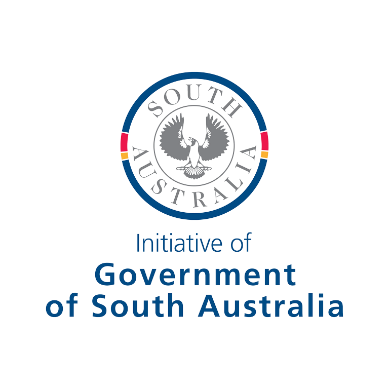 SOUTH
AUSTRALIA
Initiative of
Government
of South Australia